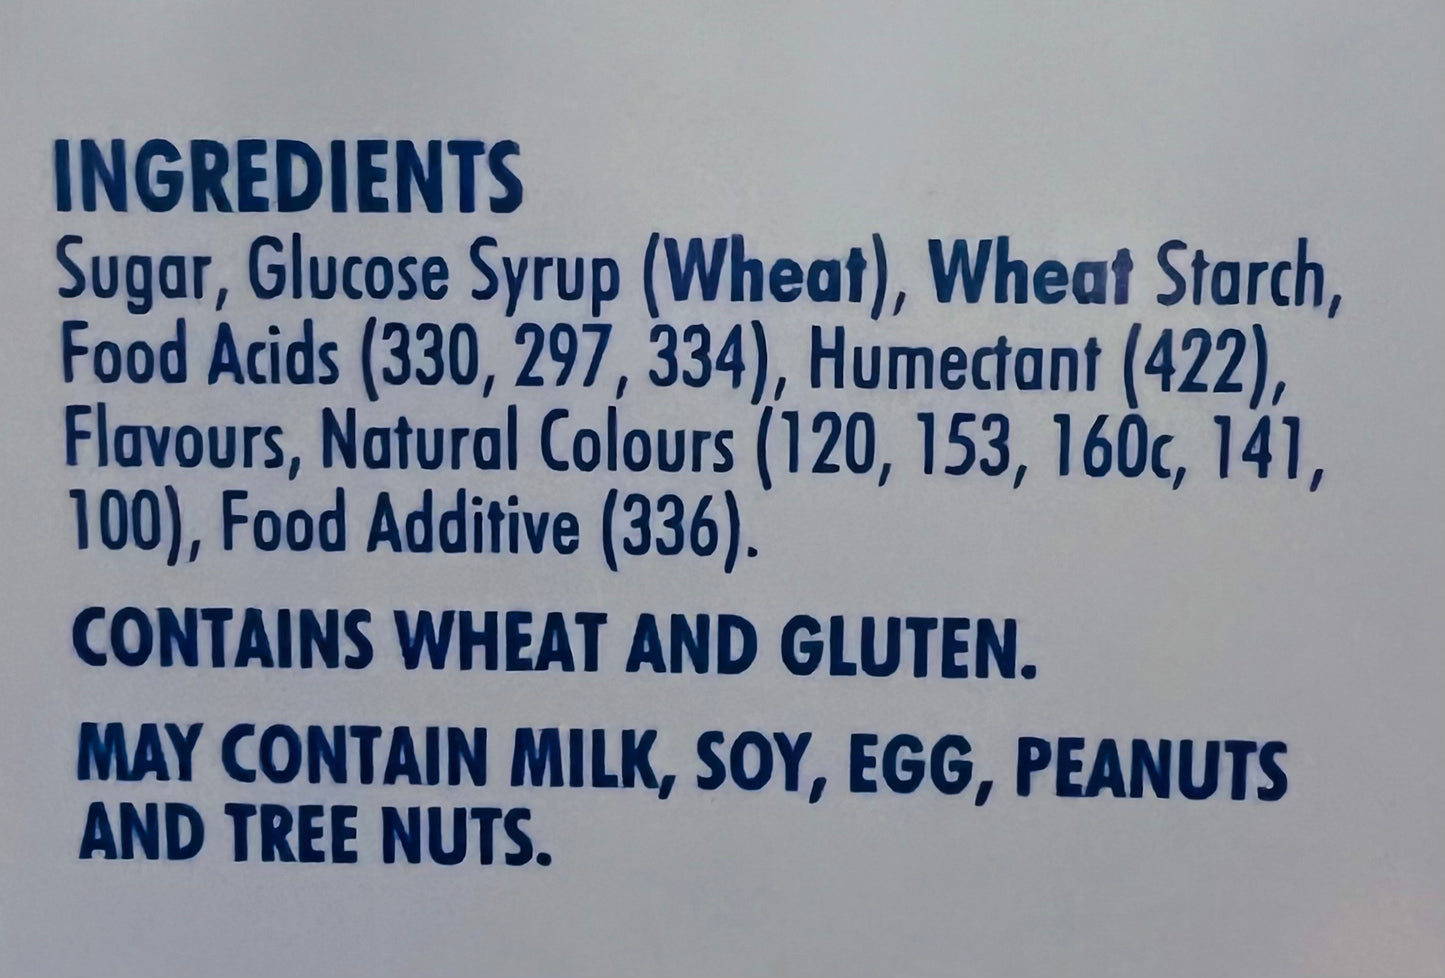 INGREDIENTS
Sugar, Glucose Syrup (Wheat), Wheat Starch,
Food Acids (330, 297, 334), Humectant (422),
Flavours, Natural Colours (120, 153, 160c, 141,
100), Food Additive (336).
CONTAINS WHEAT AND GLUTEN.
MAY CONTAIN MILK, SOY, EGG, PEANUTS
AND TREE NUTS.